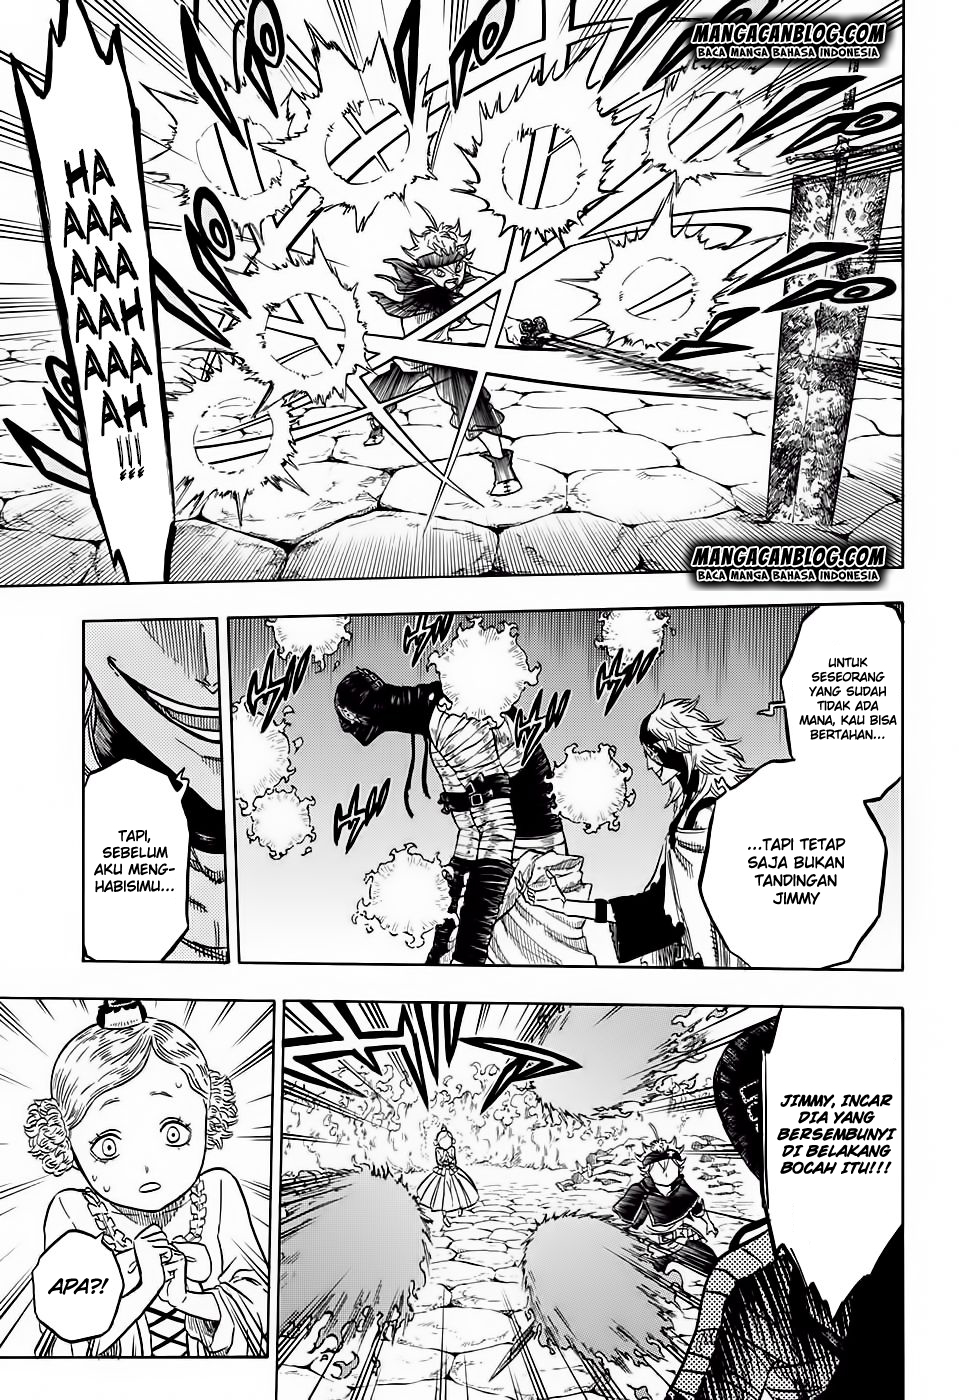 MANGACANBLOG.COM
BACA MANGA BAHASA INDONESIA
HA
AAA
AAA
AAH
AAA
AH
!!!
MANGACANBLOG.COM
BACA MANGA BAHASA INDONESIA
UNTUK
SESEORANG
YANG SUDAH
TIDAK ADA
MANA, KAU BISA
BERTAHAN...
...TAPI TETAP
SAJA BUKAN
TANDINGAN
JIMMY
TAPI,
SEBELUM
AKU MENG-
HABISIMU...
JIMMY, INCAR
DIA YANG
BERSEMBUNYI
DI BELAKANG
BOCAH ITU!!!
APA?!